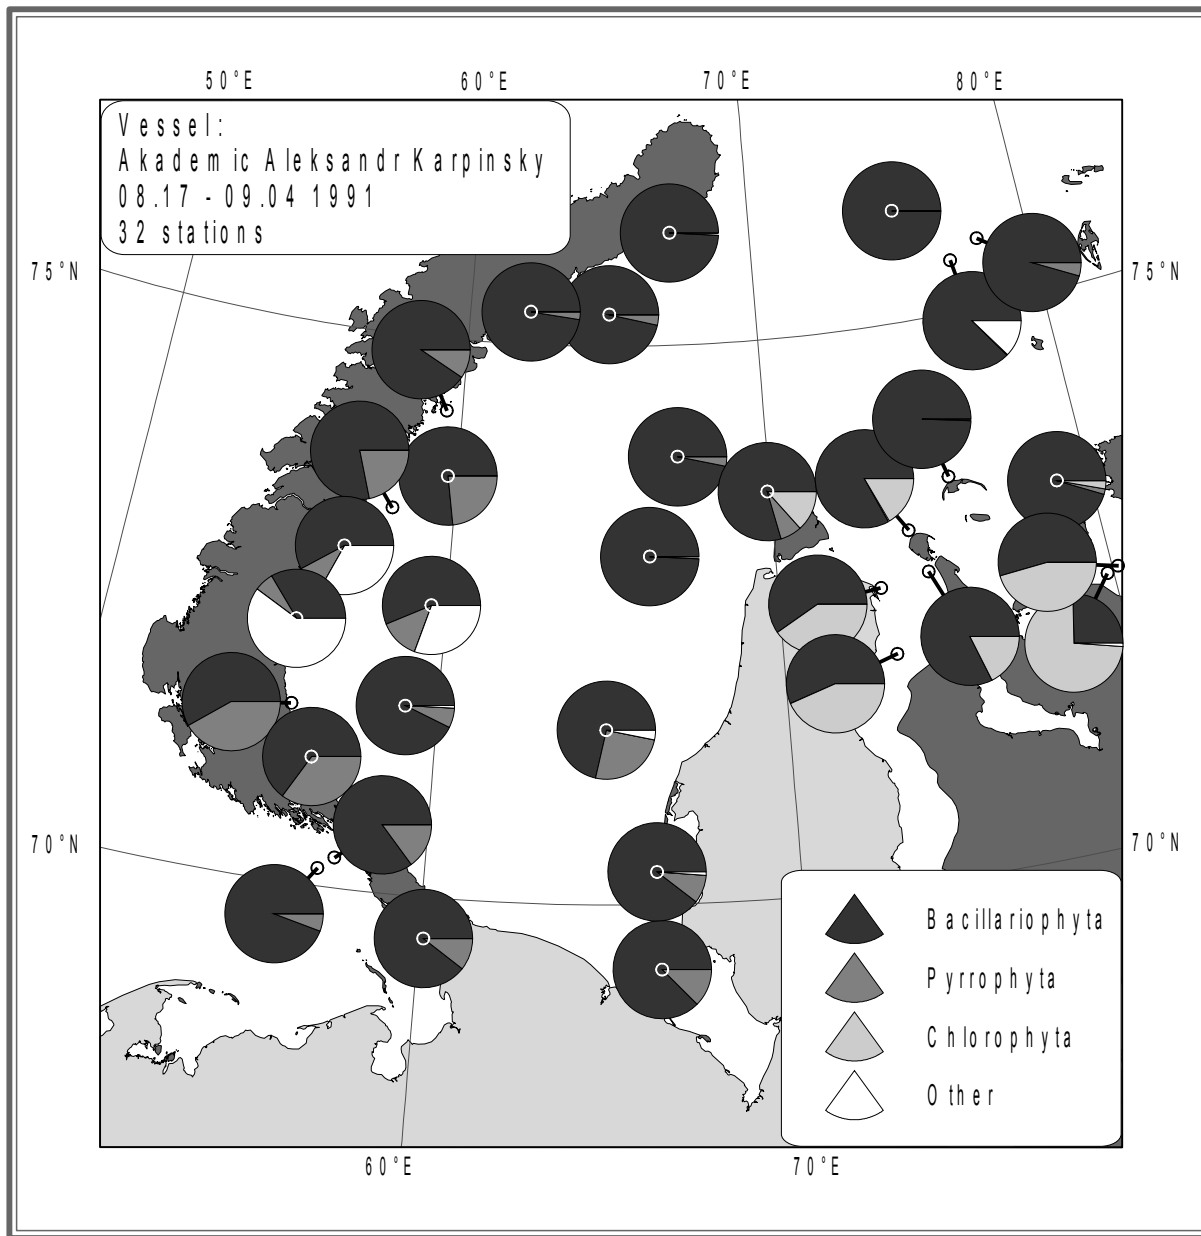 50°E 60°E 70°E 80°E
Vessel:
Akademic Aleksandr Karpinsky
08.17 - 09.04 1991
32 stations
75°N 75°N
70°N 70°N
Bacillariophyta
Pyrrophyta
Chlorophyta
Other
60°E 70°E